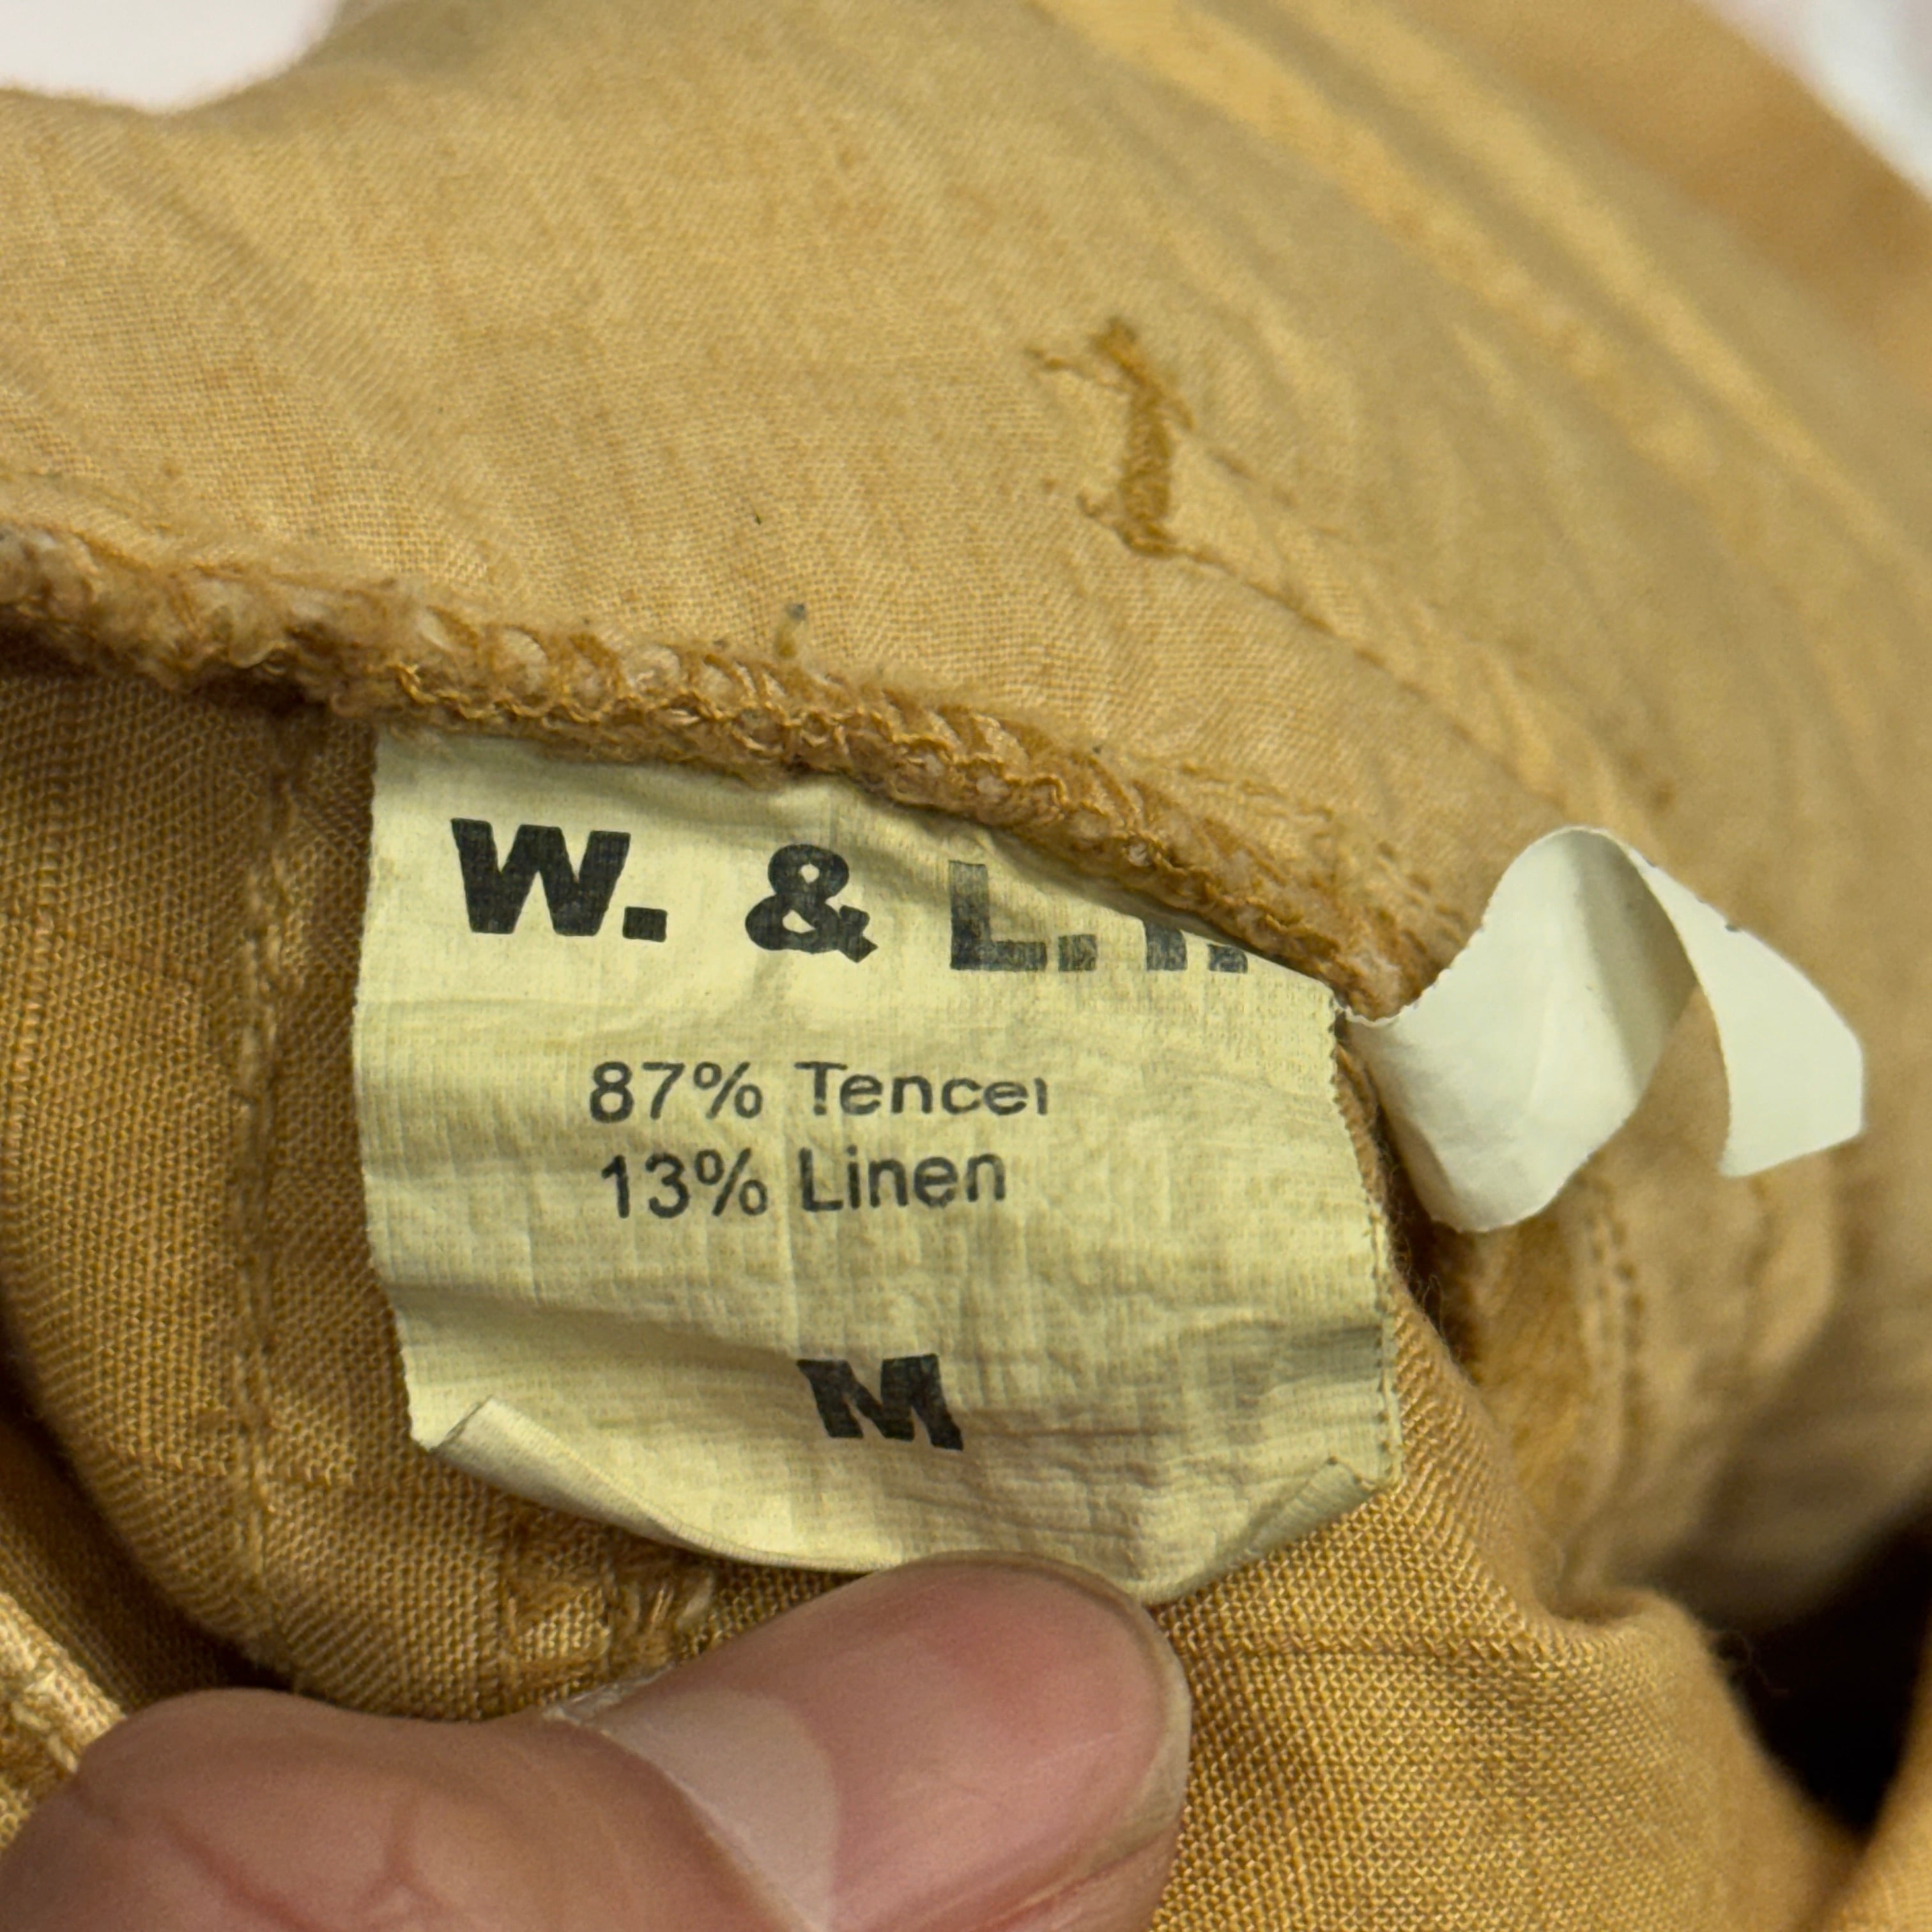 W. & L.
87% Tencel
13% Linen
M